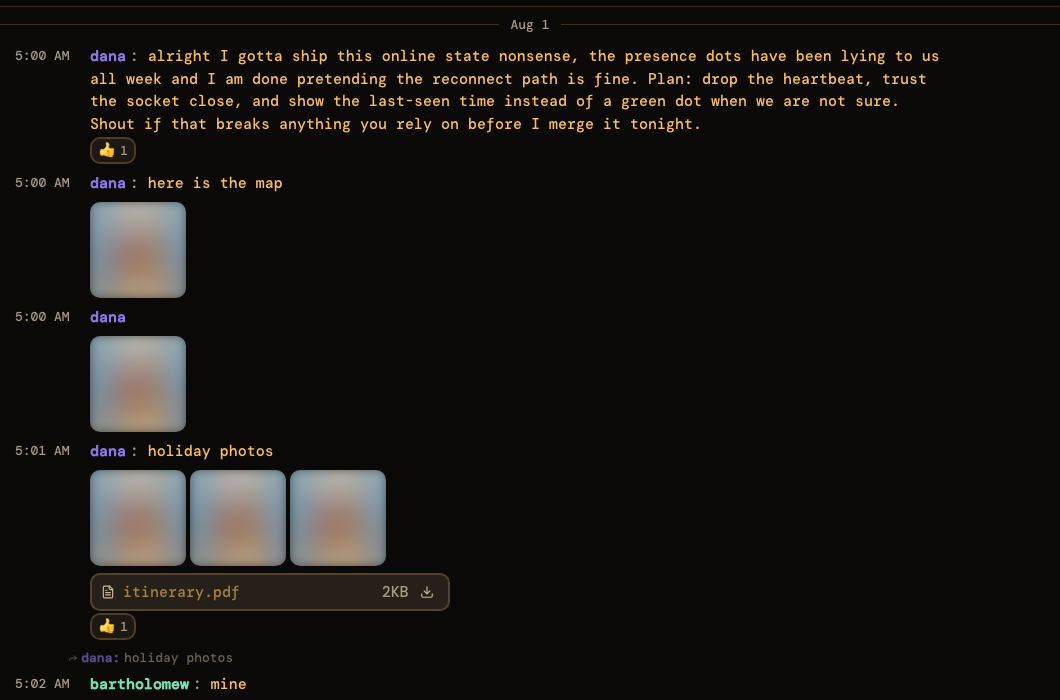 Aug 1
5:00 AM dana: alright I gotta ship this online state nonsense, the presence dots have been lying to us
all week and I am done pretending the reconnect path is fine. Plan: drop the heartbeat, trust
the socket close, and show the last-seen time instead of a green dot when we are not sure.
Shout if that breaks anything you rely on before I merge it tonight.
👍 1
5:00 AM dana: here is the map
5:00 AM dana
5:01 AM dana: holiday photos
itinerary.pdf 2KB
👍 1
dana: holiday photos
5:02 AM bartholomew: mine